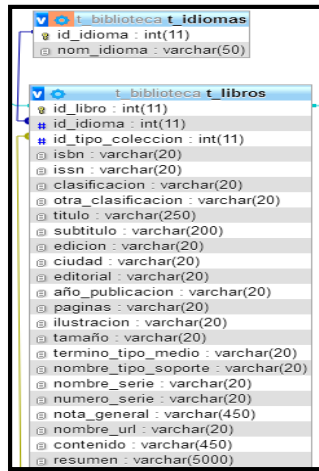 t_biblioteca t_idiomas
id_idioma : int(11)
nom_idioma : varchar(50)
t_biblioteca t_libros
id_libro : int(11)
id_idioma : int(11)
id_tipo_coleccion : int(11)
isbn : varchar(20)
issn : varchar(20)
clasificacion : varchar(20)
otra_clasificacion : varchar(20)
titulo : varchar(250)
subtitulo : varchar(200)
edicion : varchar(20)
ciudad : varchar(20)
editorial : varchar(20)
año_publicacion : varchar(20)
paginas : varchar(20)
ilustracion : varchar(20)
tamaño : varchar(20)
termino_tipo_medio : varchar(20)
nombre_tipo_soporte : varchar(20)
nombre_serie : varchar(20)
numero_serie : varchar(20)
nota_general : varchar(450)
nombre_url : varchar(20)
contenido : varchar(450)
resumen : varchar(5000)